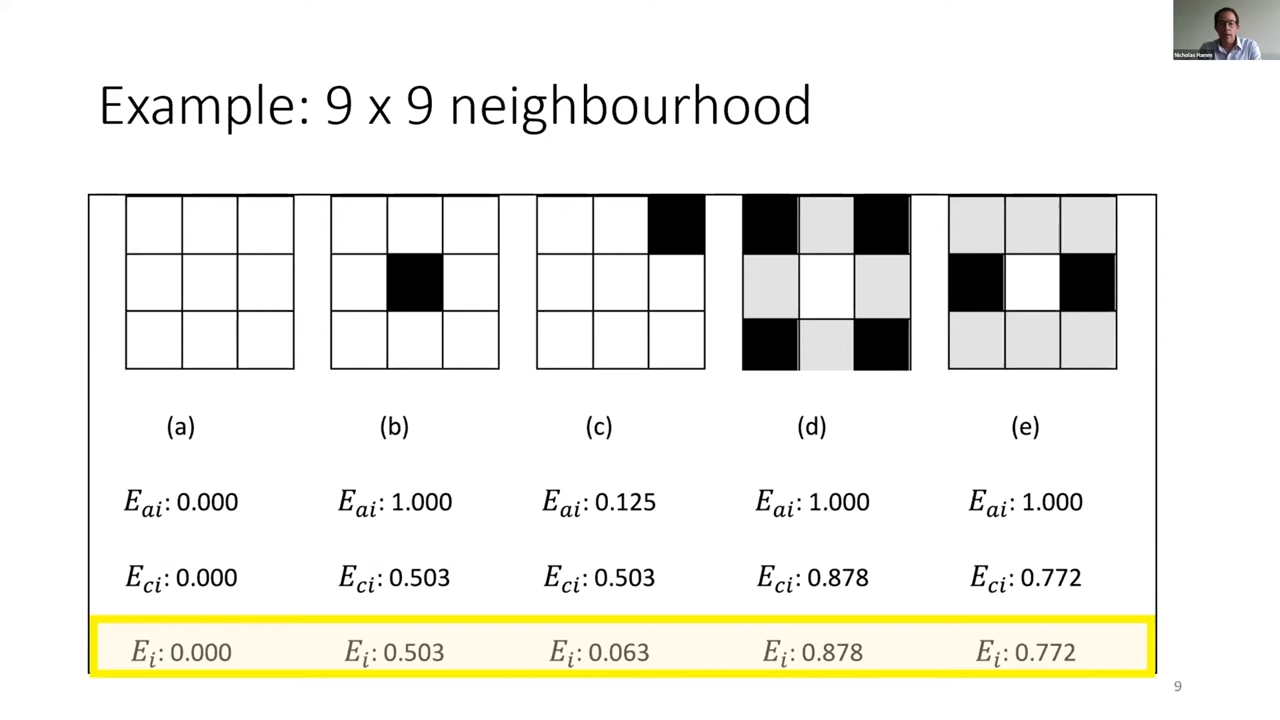 Nicholas Hamm
Example: 9 x 9 neighbourhood
(a) (b) (c) (d) (e)
E_ai: 0.000 E_ai: 1.000 E_ai: 0.125 E_ai: 1.000 E_ai: 1.000
E_ci: 0.000 E_ci: 0.503 E_ci: 0.503 E_ci: 0.878 E_ci: 0.772
E_i: 0.000 E_i: 0.503 E_i: 0.063 E_i: 0.878 E_i: 0.772
9